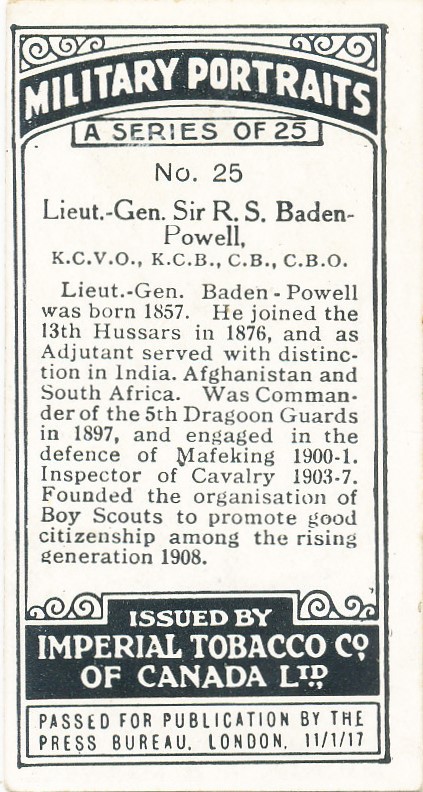 MILITARY PORTRAITS
A SERIES OF 25
No. 25
Lieut.-Gen. Sir R. S. Baden-
Powell,
K.C.V.O., K.C.B., C.B., C.B.O.
Lieut.-Gen. Baden-Powell
was born 1857. He joined the
13th Hussars in 1876, and as
Adjutant served with distinc-
tion in India. Afghanistan and
South Africa. Was Comman-
der of the 5th Dragoon Guards
in 1897, and engaged in the
defence of Mafeking 1900-1.
Inspector of Cavalry 1903-7.
Founded the organisation of
Boy Scouts to promote good
citizenship among the rising
generation 1908.
ISSUED BY
IMPERIAL TOBACCO Co.
OF CANADA LTD.,
PASSED FOR PUBLICATION BY THE
PRESS BUREAU, LONDON, 11/1/17